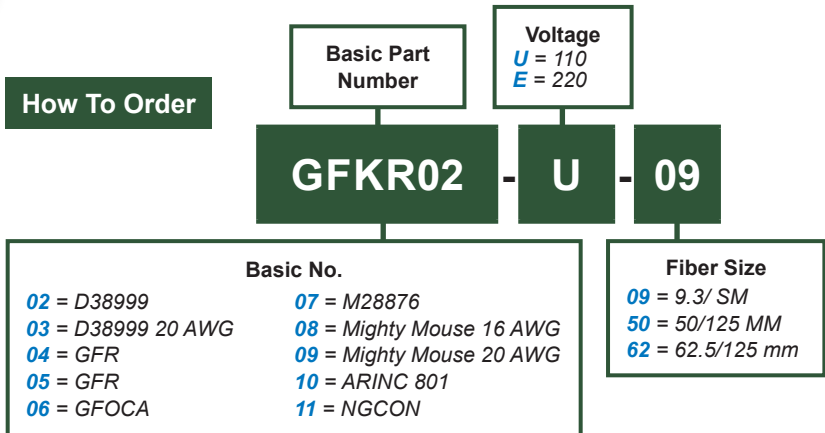 How To Order
Basic Part
Number
Voltage
U = 110
E = 220
GFKR02 - U - 09
Basic No.
02 = D38999
03 = D38999 20 AWG
04 = GFR
05 = GFR
06 = GFOCA
07 = M28876
08 = Mighty Mouse 16 AWG
09 = Mighty Mouse 20 AWG
10 = ARINC 801
11 = NGCON
Fiber Size
09 = 9.3/ SM
50 = 50/125 MM
62 = 62.5/125 mm